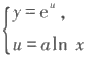 y = e^u ,
u = a ln x